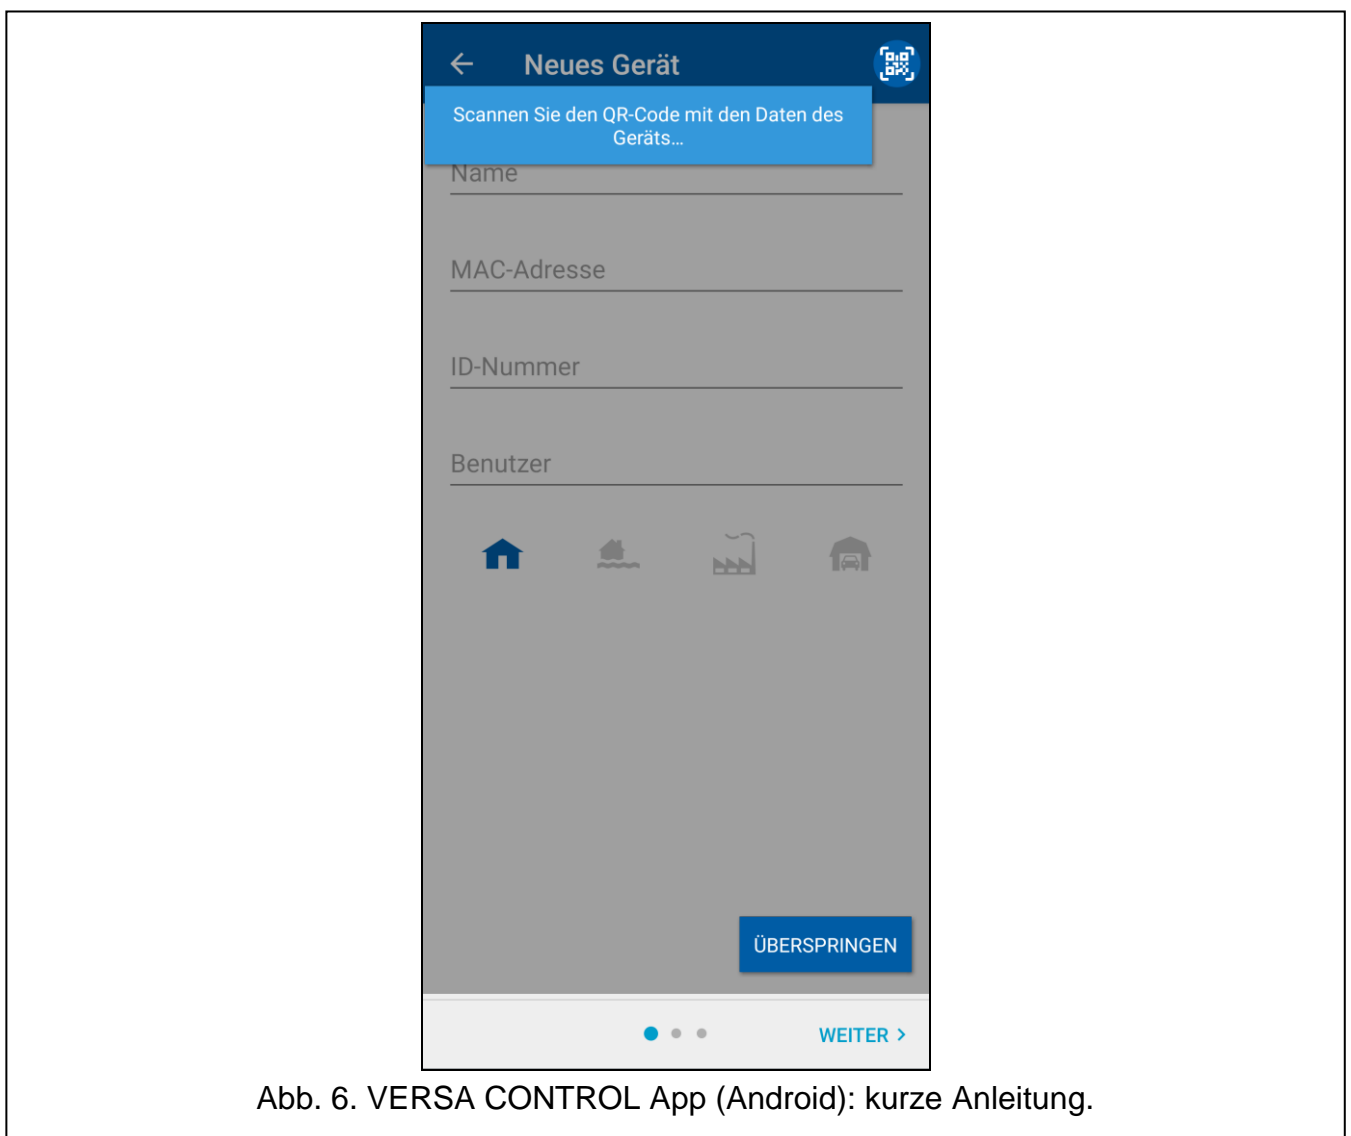 Neues Gerät
Scannen Sie den QR-Code mit den Daten des
Geräts...
Name
MAC-Adresse
ID-Nummer
Benutzer
ÜBERSPRINGEN
WEITER >
Abb. 6. VERSA CONTROL App (Android): kurze Anleitung.